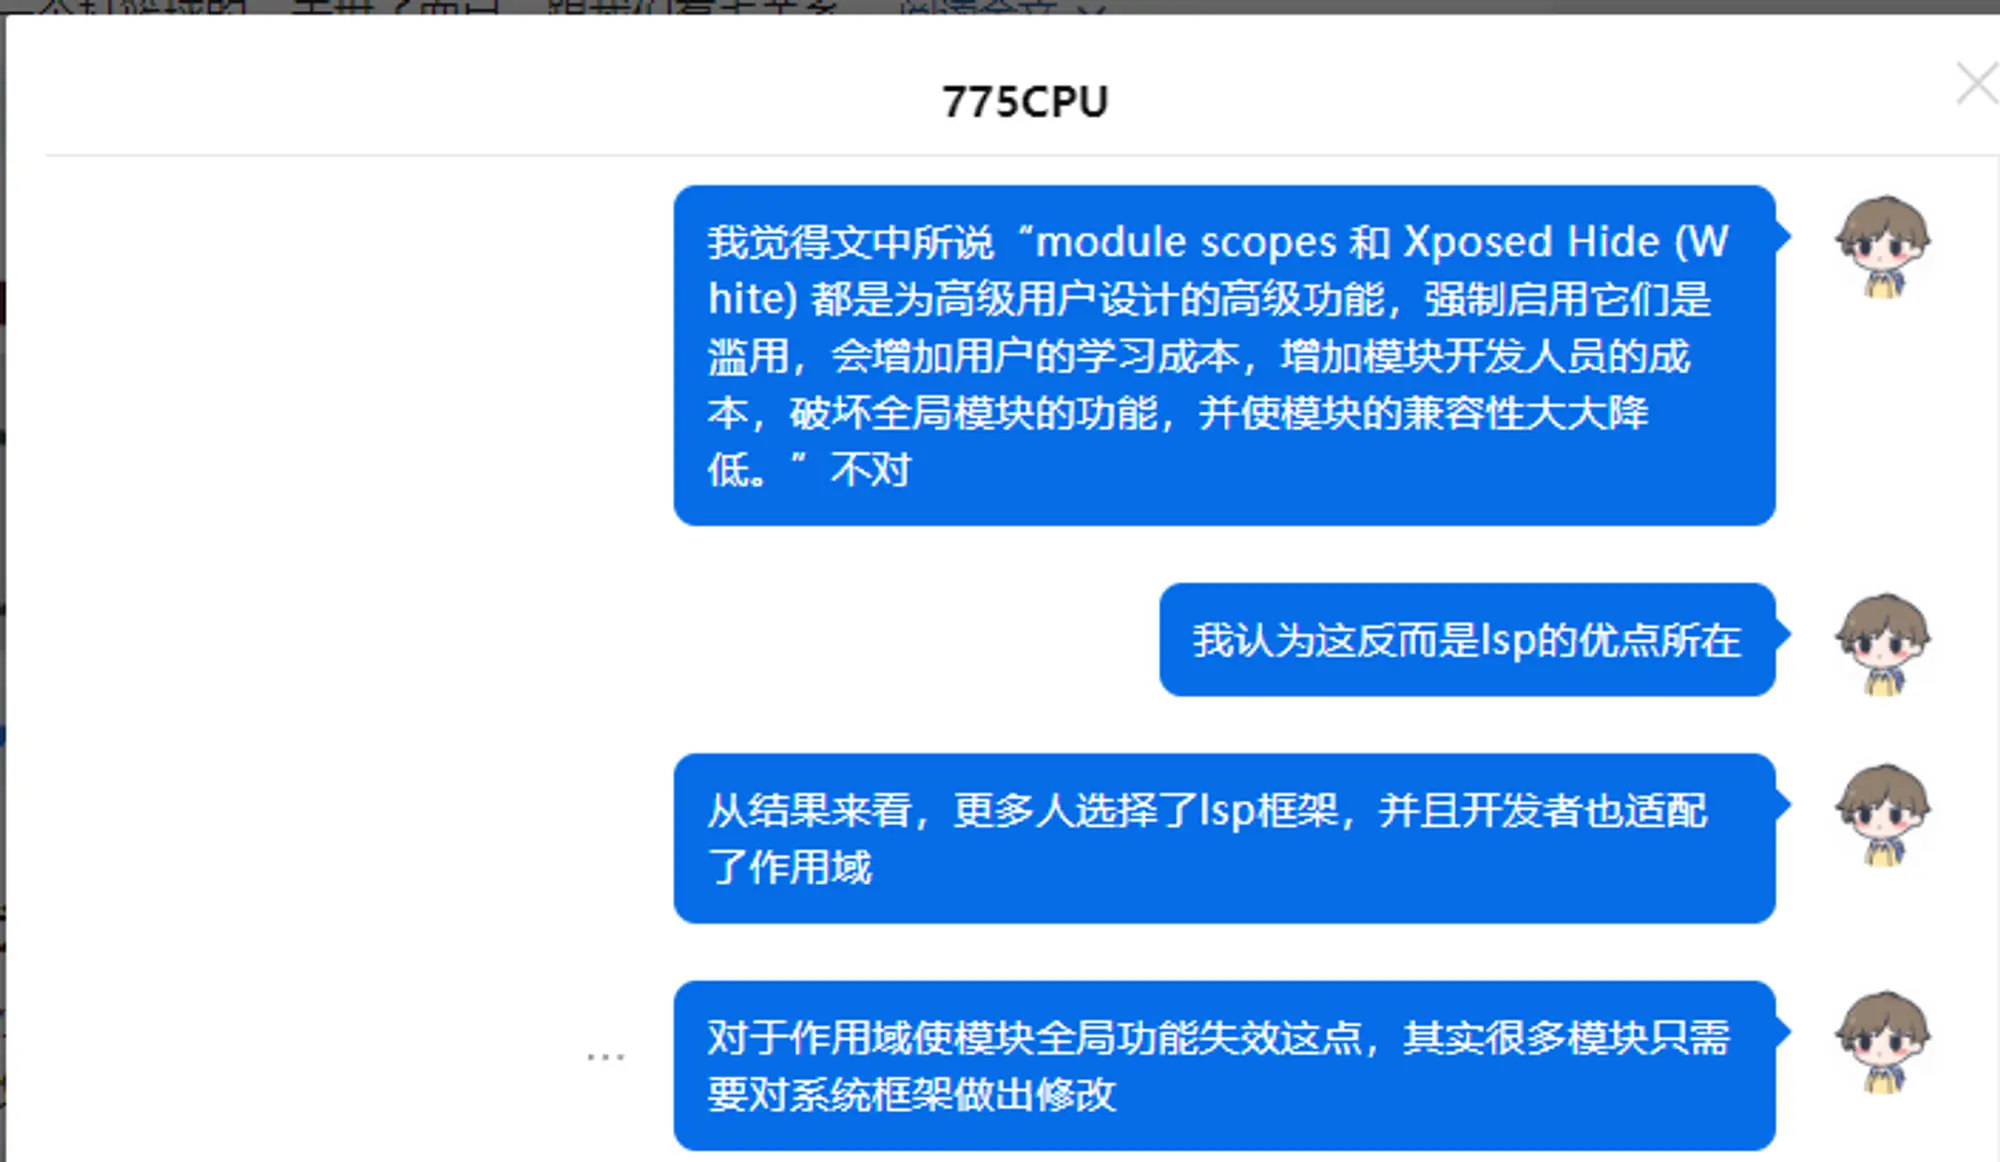 775CPU
我觉得文中所说“module scopes 和 Xposed Hide (W
hite) 都是为高级用户设计的高级功能，强制启用它们是
滥用，会增加用户的学习成本，增加模块开发人员的成
本，破坏全局模块的功能，并使模块的兼容性大大降
低。”不对
我认为这反而是lsp的优点所在
从结果来看，更多人选择了lsp框架，并且开发者也适配
了作用域
对于作用域使模块全局功能失效这点，其实很多模块只需
要对系统框架做出修改